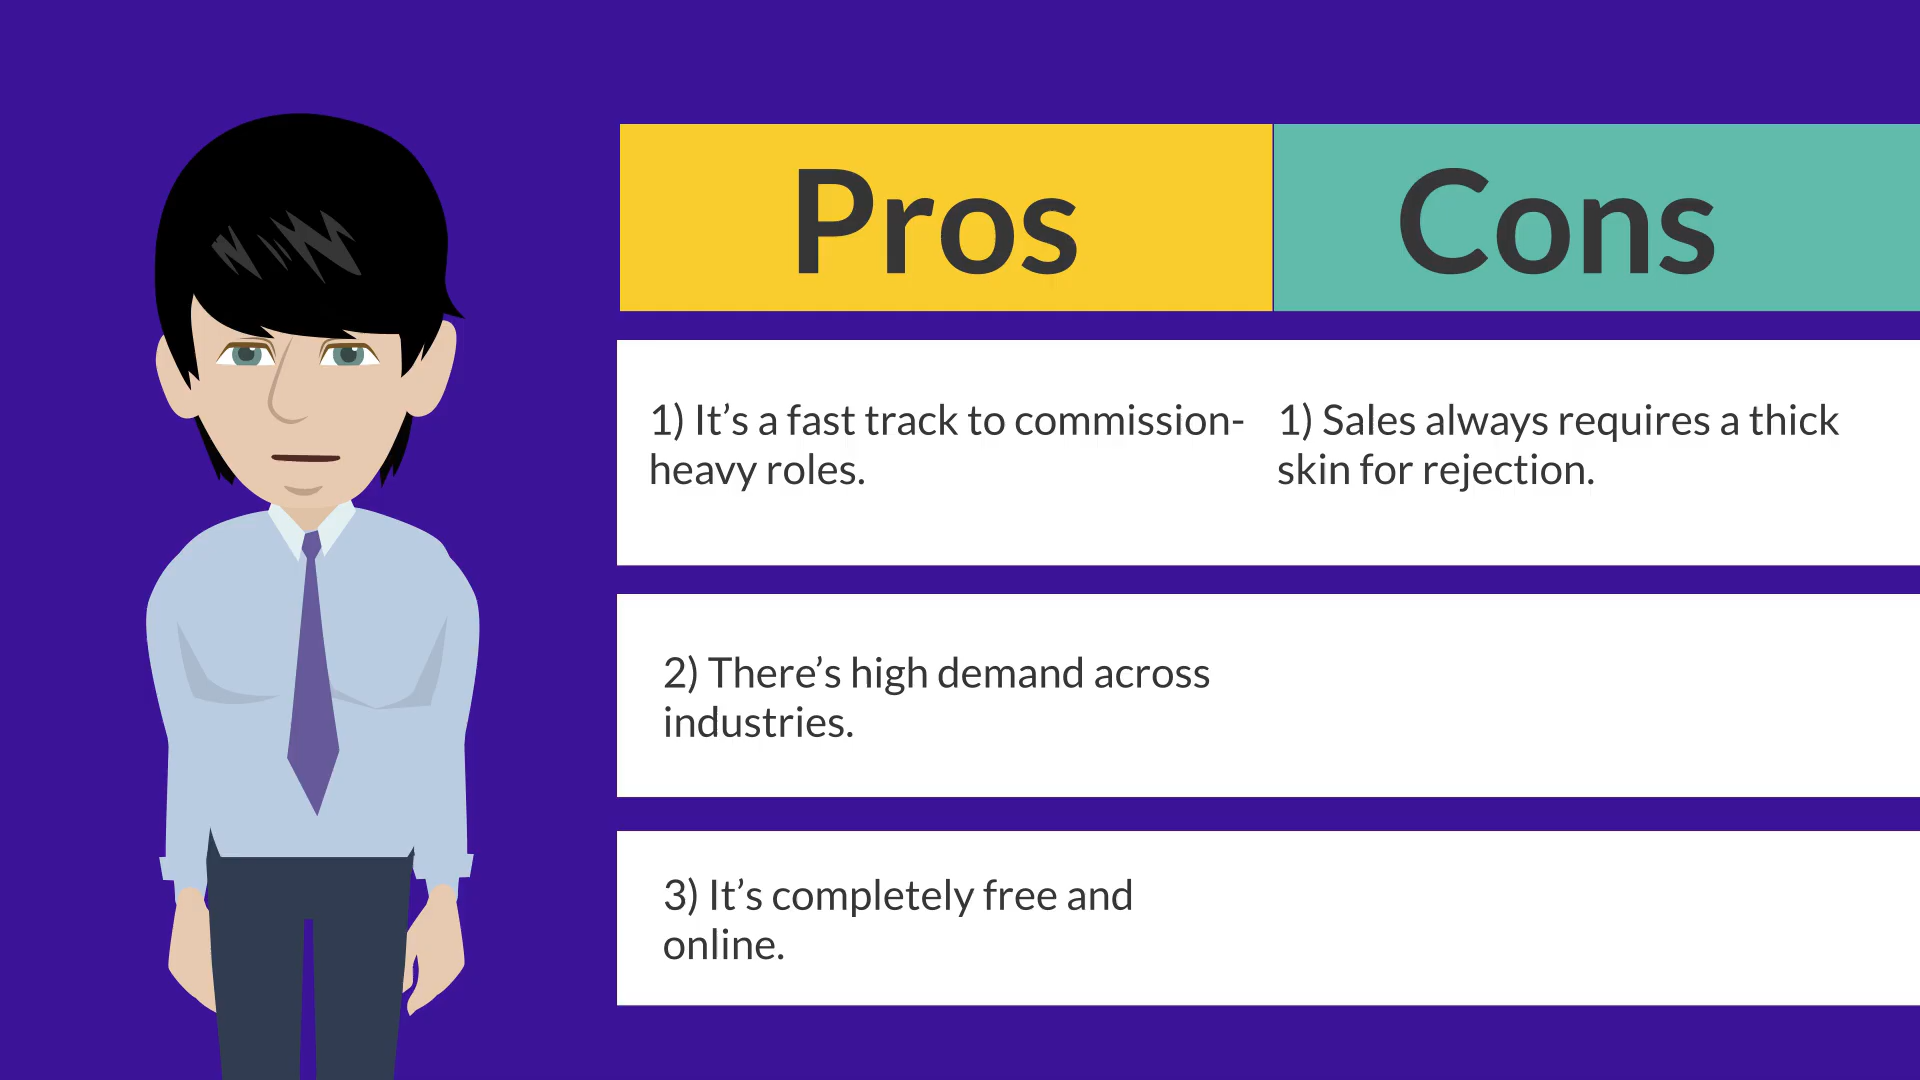 Pros
Cons
1) It’s a fast track to commission-
heavy roles.
1) Sales always requires a thick
skin for rejection.
2) There’s high demand across
industries.
3) It’s completely free and
online.